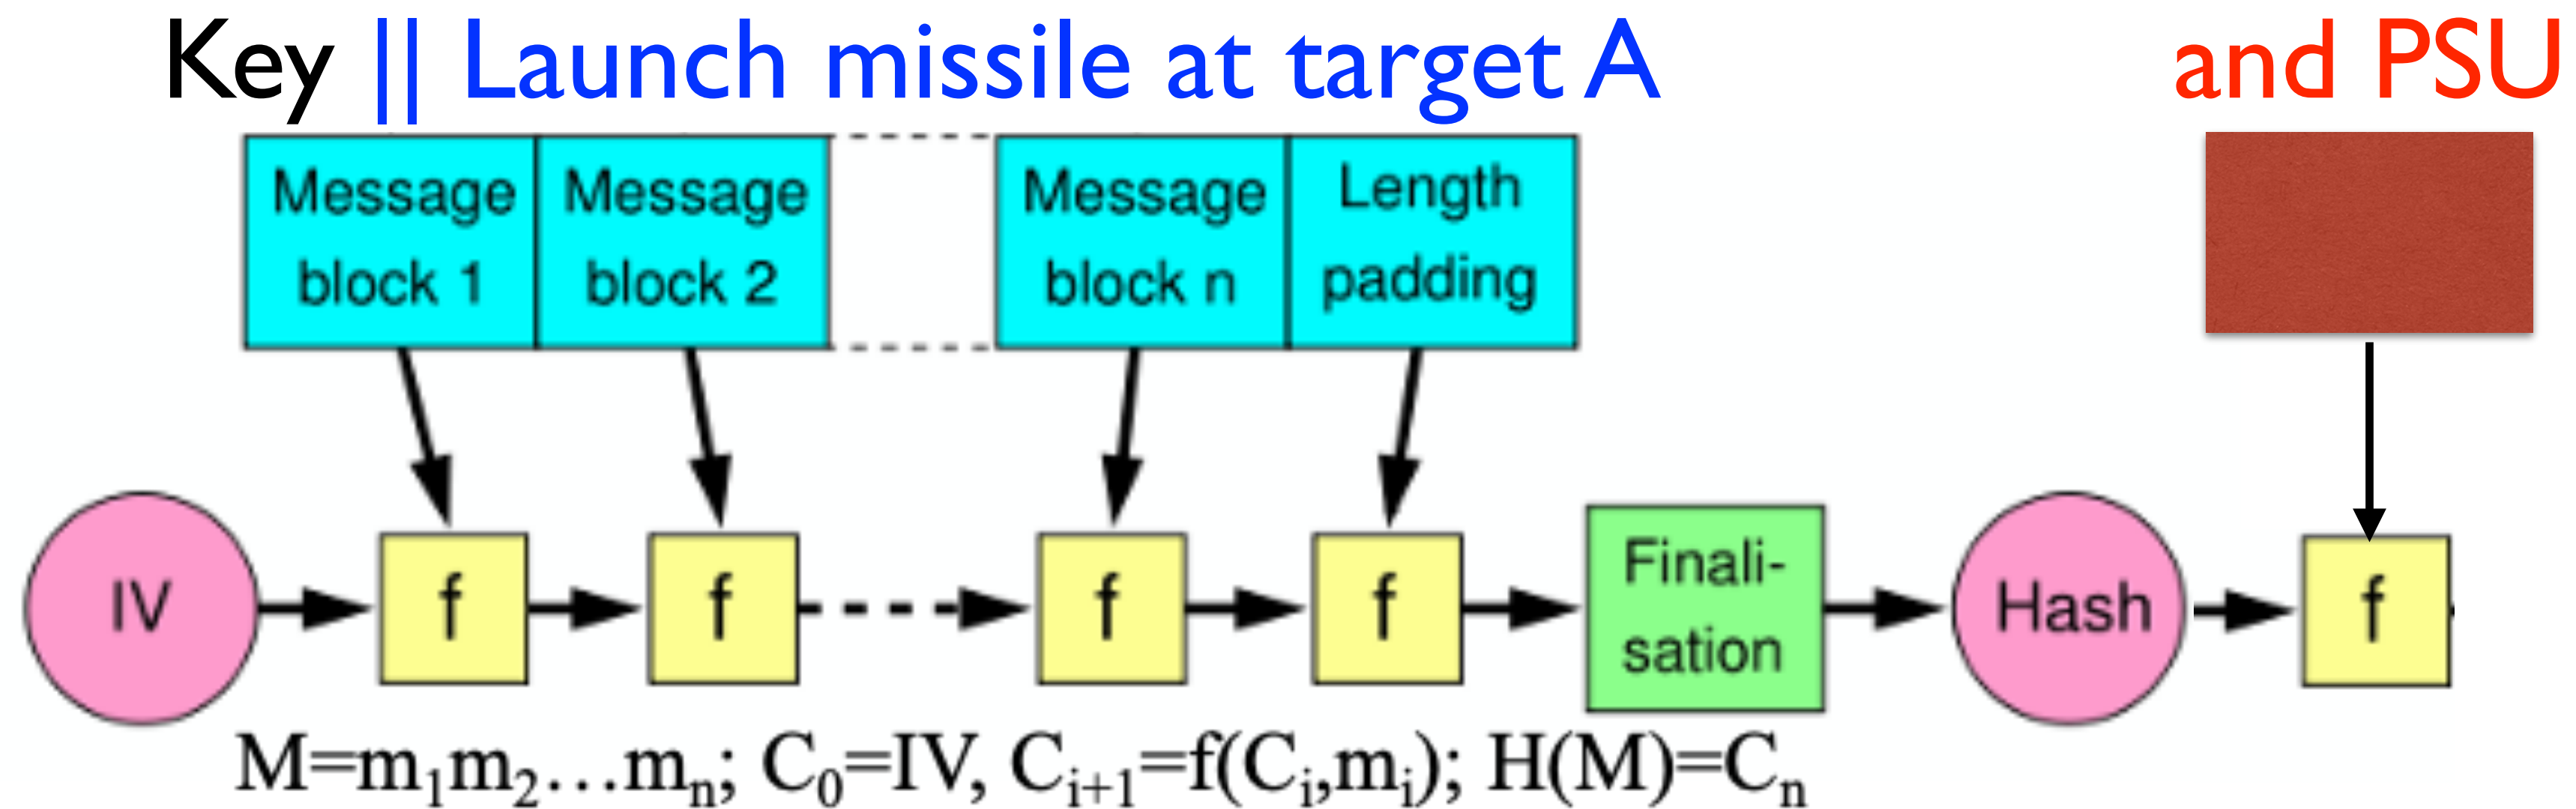 Key || Launch missile at target A and PSU
Message block 1
Message block 2
Message block n
Length padding
IV
f
f
f
f
Finali-
sation
Hash
f
M=m₁m₂…mₙ; C₀=IV, Cᵢ₊₁=f(Cᵢ,mᵢ); H(M)=Cₙ